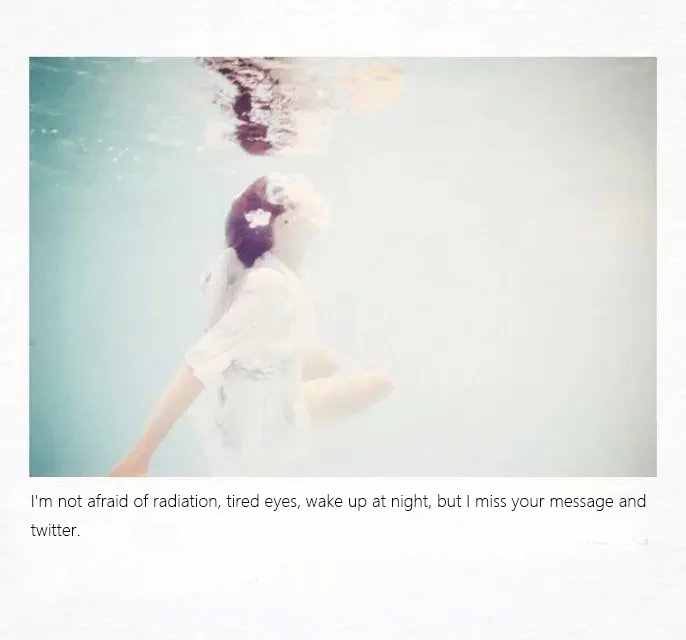 I'm not afraid of radiation, tired eyes, wake up at night, but I miss your message and
twitter.